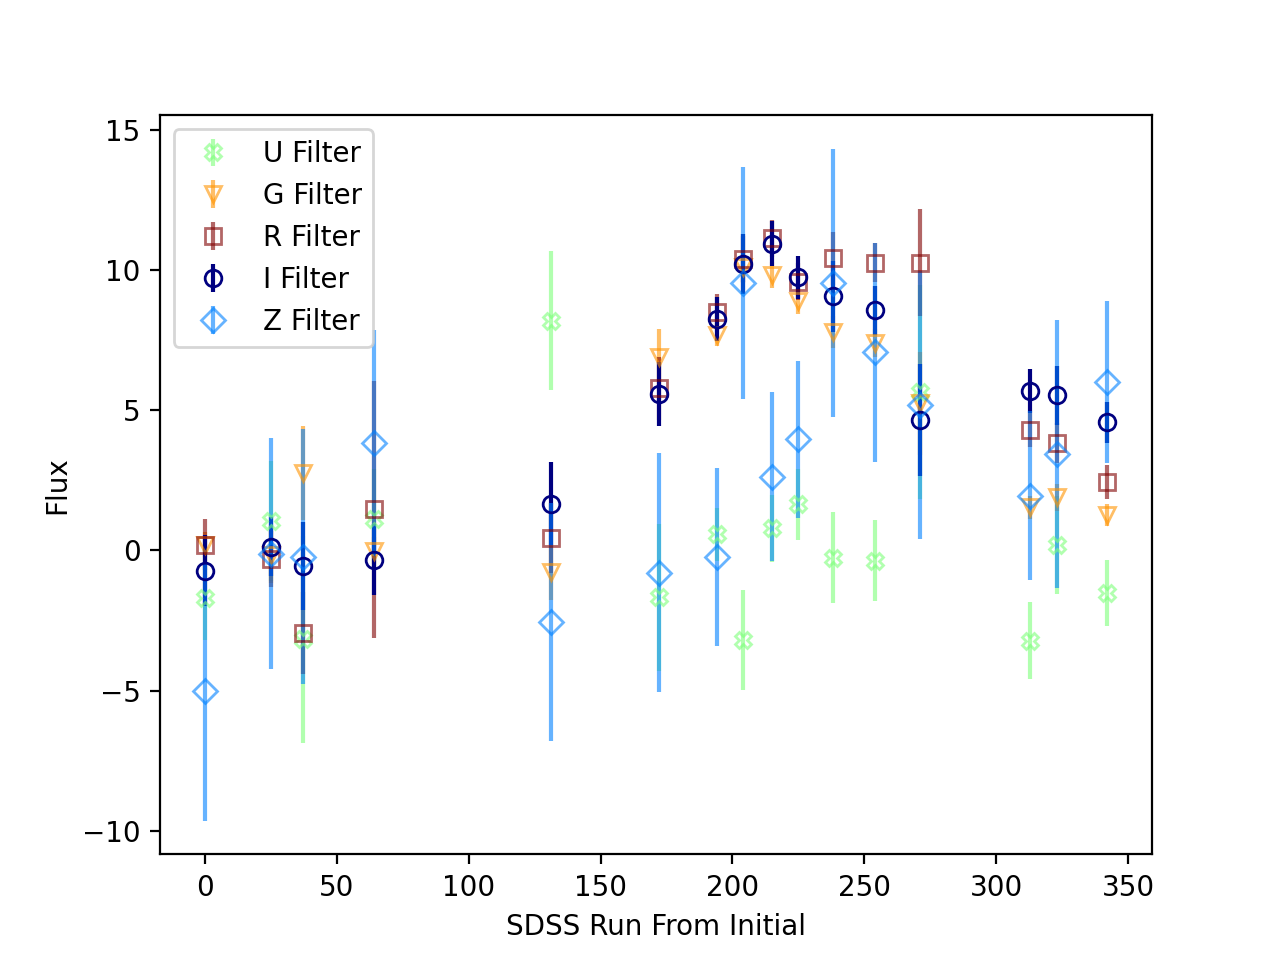 15
10
5
0
−5
−10
Flux
U Filter
G Filter
R Filter
I Filter
Z Filter
0 50 100 150 200 250 300 350
SDSS Run From Initial